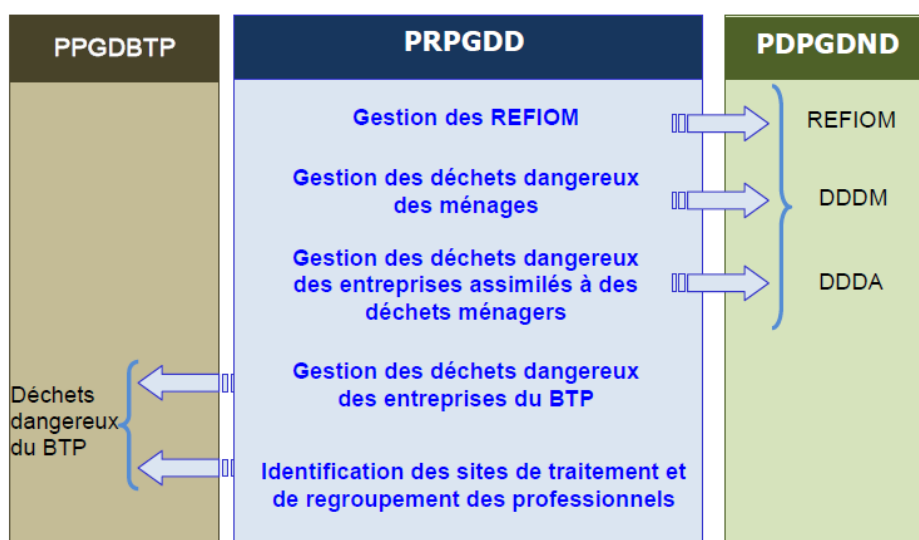 PPGDBTP
PRPGDD
PDPGDND
Gestion des REFIOM
REFIOM
Gestion des déchets dangereux
des ménages
DDDM
Gestion des déchets dangereux
des entreprises assimilés à des
déchets ménagers
DDDA
Gestion des déchets dangereux
des entreprises du BTP
Déchets
dangereux
du BTP
Identification des sites de traitement et
de regroupement des professionnels